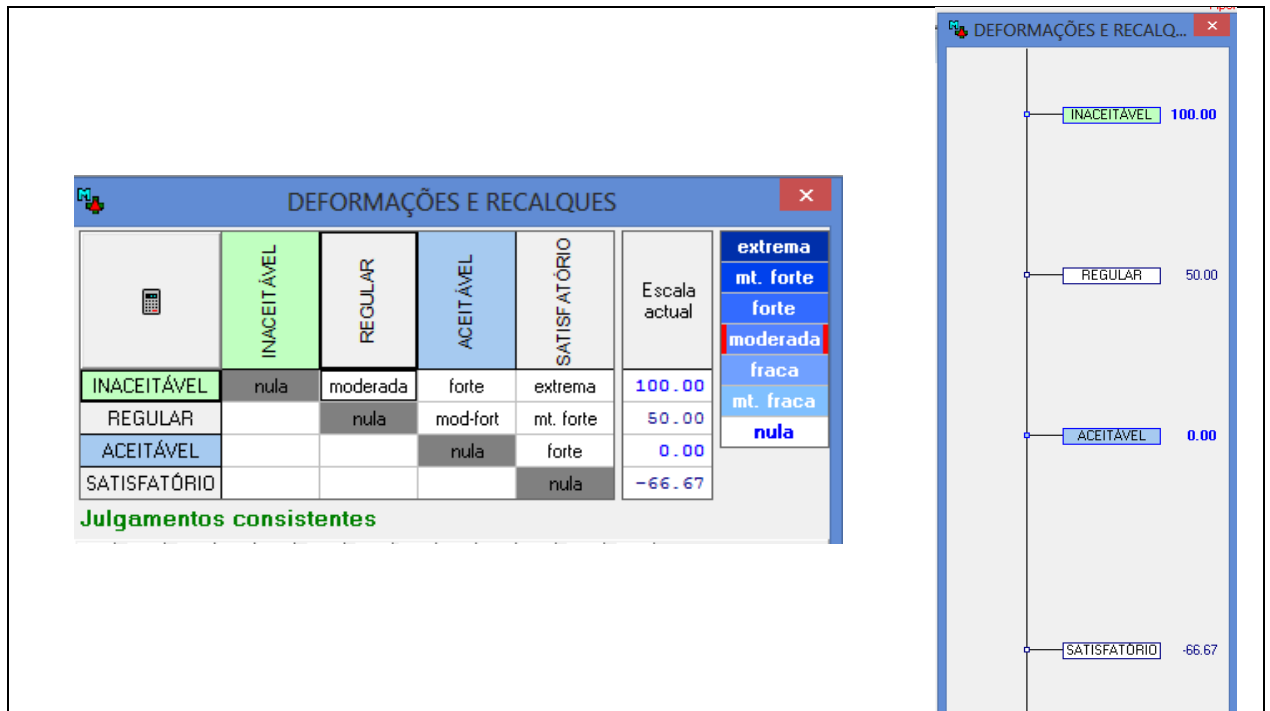 DEFORMAÇÕES E RECALQUES
INACEITÁVEL REGULAR ACEITÁVEL SATISFATÓRIO Escala actual
INACEITÁVEL nula moderada forte extrema 100.00
REGULAR nula mod-fort mt. forte 50.00
ACEITÁVEL nula forte 0.00
SATISFATÓRIO nula -66.67
Julgamentos consistentes
extrema
mt. forte
forte
moderada
fraca
mt. fraca
nula
DEFORMAÇÕES E RECALQ...
INACEITÁVEL 100.00
REGULAR 50.00
ACEITÁVEL 0.00
SATISFATÓRIO -66.67